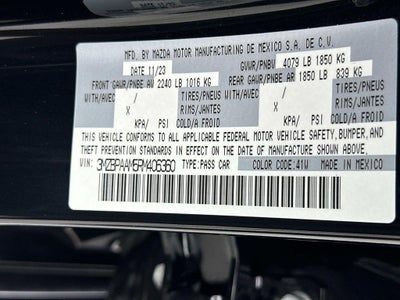 MFD. BY MAZDA MOTOR MANUFACTURING DE MEXICO S.A. DE C.V.
DATE 11/23 GVWR/PNBV 4079 LB 1850 KG
FRONT GAWR/PNBE AV 2240 LB 1016 KG REAR GAWR/PNBE AR 1850 LB 839 KG
WITH/AVEC / TIRES/PNEUS WITH/AVEC / TIRES/PNEUS
X RIMS/JANTES X RIMS/JANTES
KPA/ PSI COLD/A FROID KPA/ PSI COLD/A FROID
THIS VEHICLE CONFORMS TO ALL APPLICABLE FEDERAL MOTOR VEHICLE SAFETY, BUMPER, AND
THEFT PREVENTION STANDARDS IN EFFECT ON THE DATE OF MANUFACTURE SHOWN ABOVE.
VIN: 3MZBPAAM5RM406360 TYPE:PASS CAR COLOR CODE:41W MADE IN MEXICO